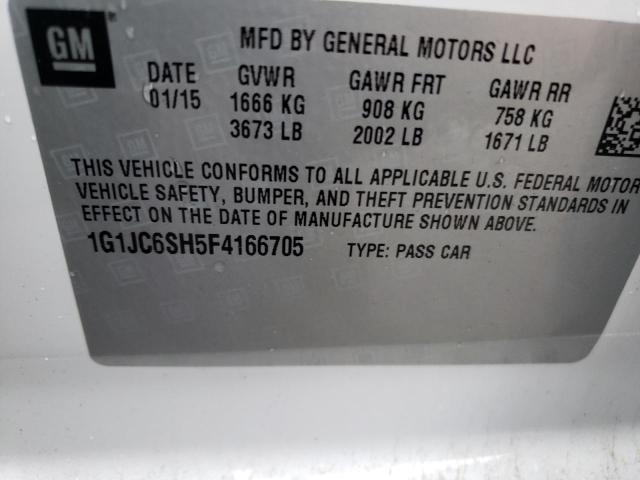 GM
MFD BY GENERAL MOTORS LLC
DATE GVWR GAWR FRT GAWR RR
01/15 1666 KG 908 KG 758 KG
3673 LB 2002 LB 1671 LB
THIS VEHICLE CONFORMS TO ALL APPLICABLE U.S. FEDERAL MOTOR
VEHICLE SAFETY, BUMPER, AND THEFT PREVENTION STANDARDS IN
EFFECT ON THE DATE OF MANUFACTURE SHOWN ABOVE.
1G1JC6SH5F4166705 TYPE: PASS CAR